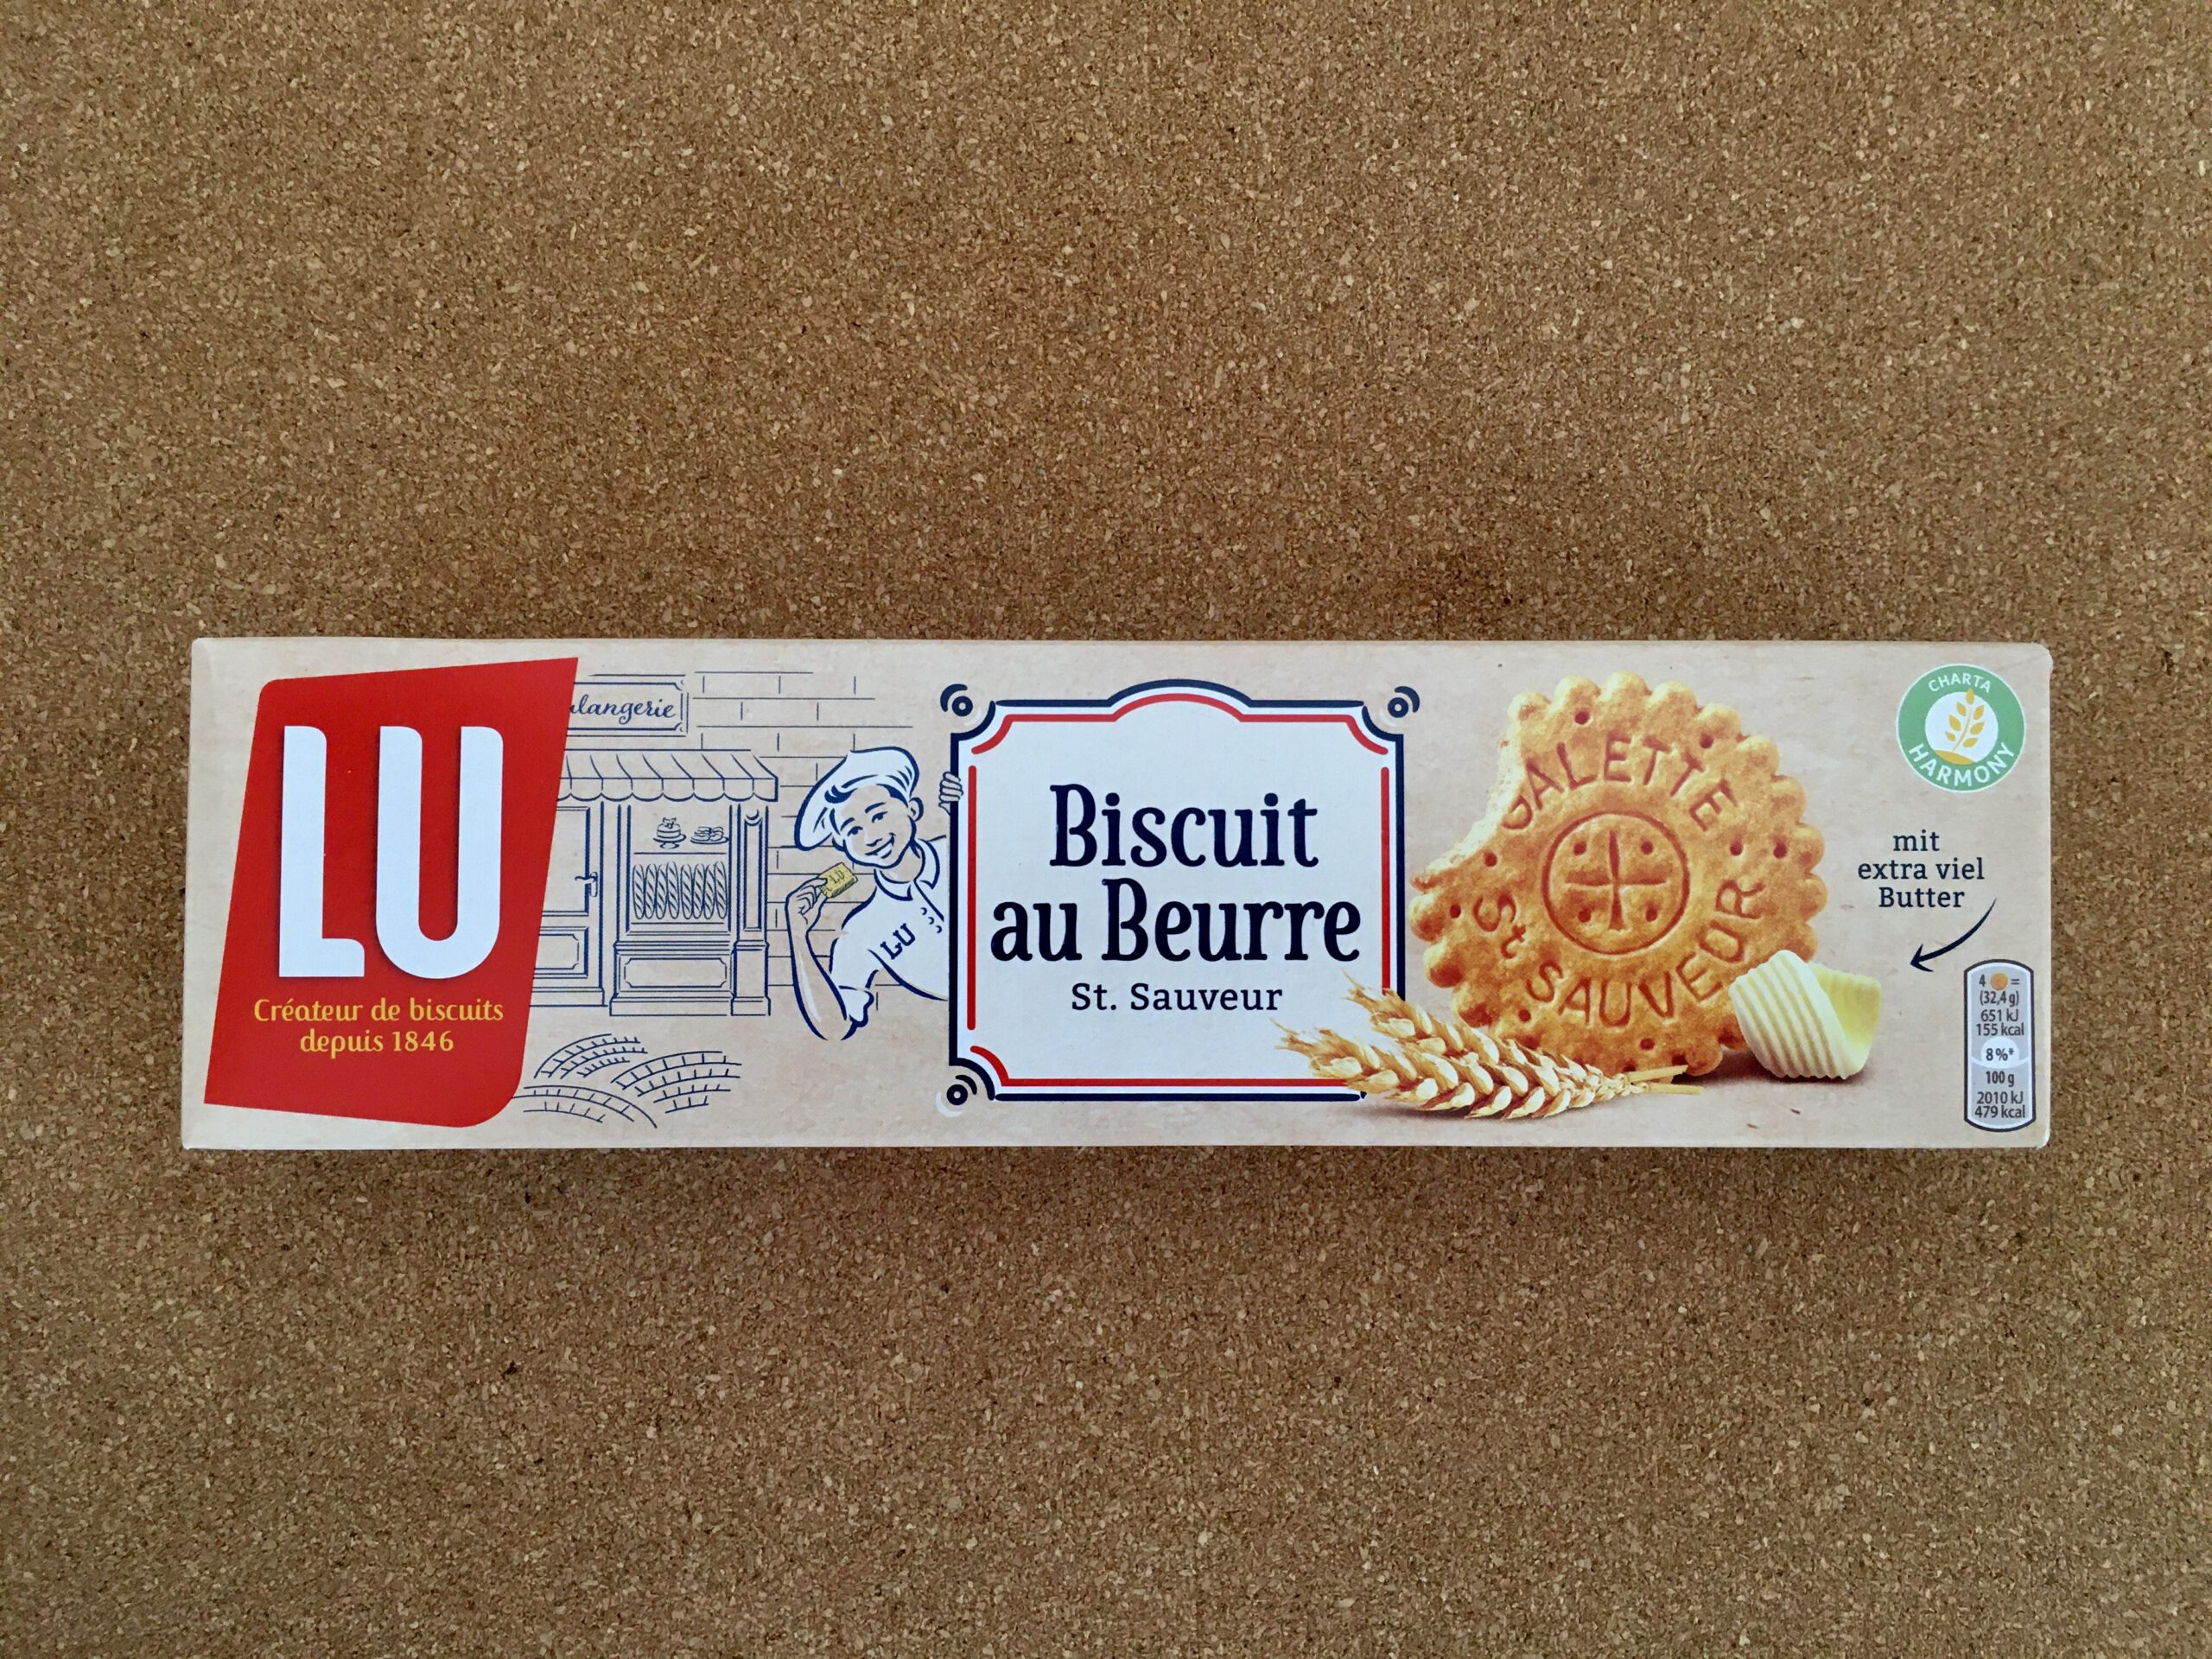 LU
Créateur de biscuits
depuis 1846
langerie
LU
LU
Biscuit
au Beurre
St. Sauveur
GALETTE
St SAUVEUR
CHARTA
HARMONY
mit
extra viel
Butter
4 =
(32,4 g)
651 kJ
155 kcal
8%*
100 g
2010 kJ
479 kcal